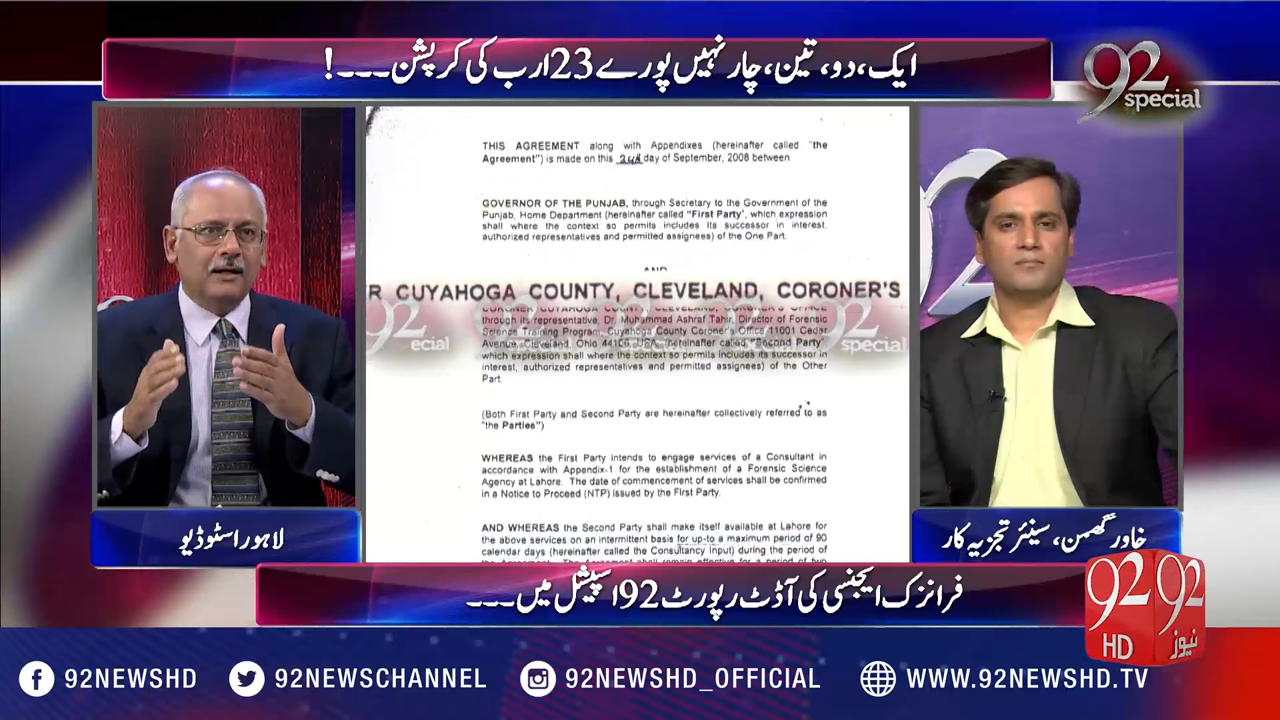 ایک، دو، تین، چار نہیں پورے 23 ارب کی کرپشن ---!
92 special
THIS AGREEMENT along with Appendixes (hereinafter called "the
Agreement") is made on this 24th day of September, 2008 between
GOVERNOR OF THE PUNJAB, through Secretary to the Government of the
Punjab, Home Department (hereinafter called "First Party", which expression
shall where the context so permits includes its successor in interest,
authorized representatives and permitted assignees) of the One Part.
AND
R CUYAHOGA COUNTY, CLEVELAND, CORONER'S
CORONER CUYAHOGA COUNTY, CLEVELAND, CORONER'S OFFICE
through its representative Dr. Muhammad Ashraf Tahir, Director of Forensic
Science Training Program, Cuyahoga County Coroner's Office 11001 Cedar
Avenue Cleveland, Ohio 44106 USA (hereinafter called "Second Party"
which expression shall where the context so permits includes its successor in
interest, authorized representatives and permitted assignees) of the Other
Part.
92 ecial
92 special
(Both First Party and Second Party are hereinafter collectively referred to as
"the Parties")
WHEREAS the First Party intends to engage services of a Consultant in
accordance with Appendix-1 for the establishment of a Forensic Science
Agency at Lahore. The date of commencement of services shall be confirmed
in a Notice to Proceed (NTP) issued by the First Party.
AND WHEREAS the Second Party shall make itself available at Lahore for
the above services on an intermittent basis for up-to a maximum period of 90
calendar days (hereinafter called the Consultancy Input) during the period of
لاہور اسٹوڈیو
خاور گھمن، سینئر تجزیہ کار
فرانزک ایجنسی کی آڈٹ رپورٹ 92 اسپیشل میں ---
92 HD
92 نیوز
92NEWSHD
92NEWSCHANNEL
92NEWSHD_OFFICIAL
WWW.92NEWSHD.TV